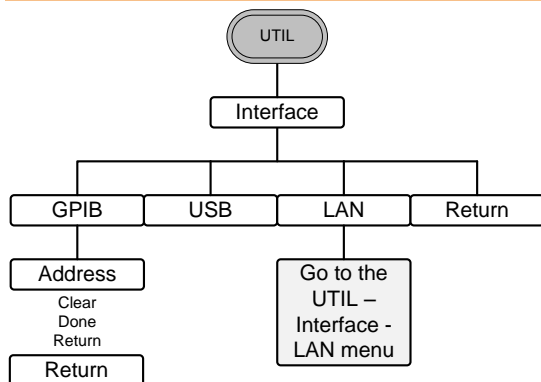 UTIL
Interface
GPIB
USB
LAN
Return
Address
Clear
Done
Return
Return
Go to the
UTIL –
Interface -
LAN menu